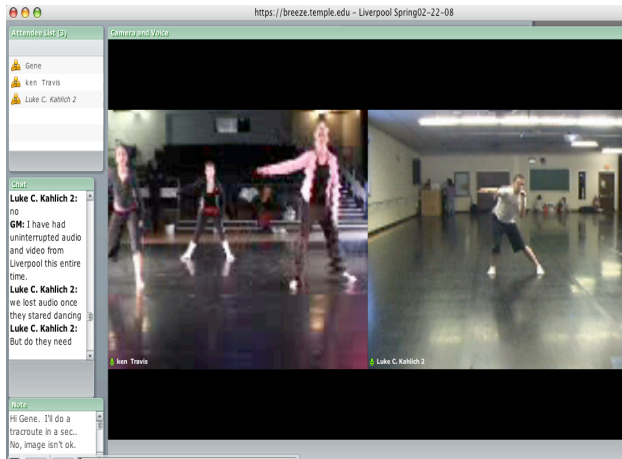 https://breeze.temple.edu – Liverpool Spring02-22-08
Attendee List (3)
Gene
ken Travis
Luke C. Kahlich 2
Camera and Voice
Chat
Luke C. Kahlich 2:
no
GM: I have had
uninterrupted audio
and video from
Liverpool this entire
time.
Luke C. Kahlich 2:
we lost audio once
they stared dancing
Luke C. Kahlich 2:
But do they need
ken Travis
Luke C. Kahlich 2
Note
Hi Gene. I'll do a
tracroute in a sec..
No, image isn't ok.